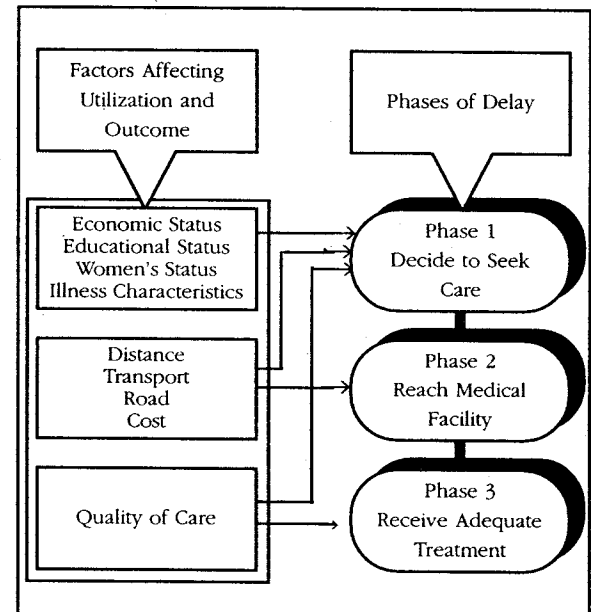 Factors Affecting
Utilization and
Outcome
Phases of Delay
Economic Status
Educational Status
Women's Status
Illness Characteristics
Distance
Transport
Road
Cost
Quality of Care
Phase 1
Decide to Seek
Care
Phase 2
Reach Medical
Facility
Phase 3
Receive Adequate
Treatment